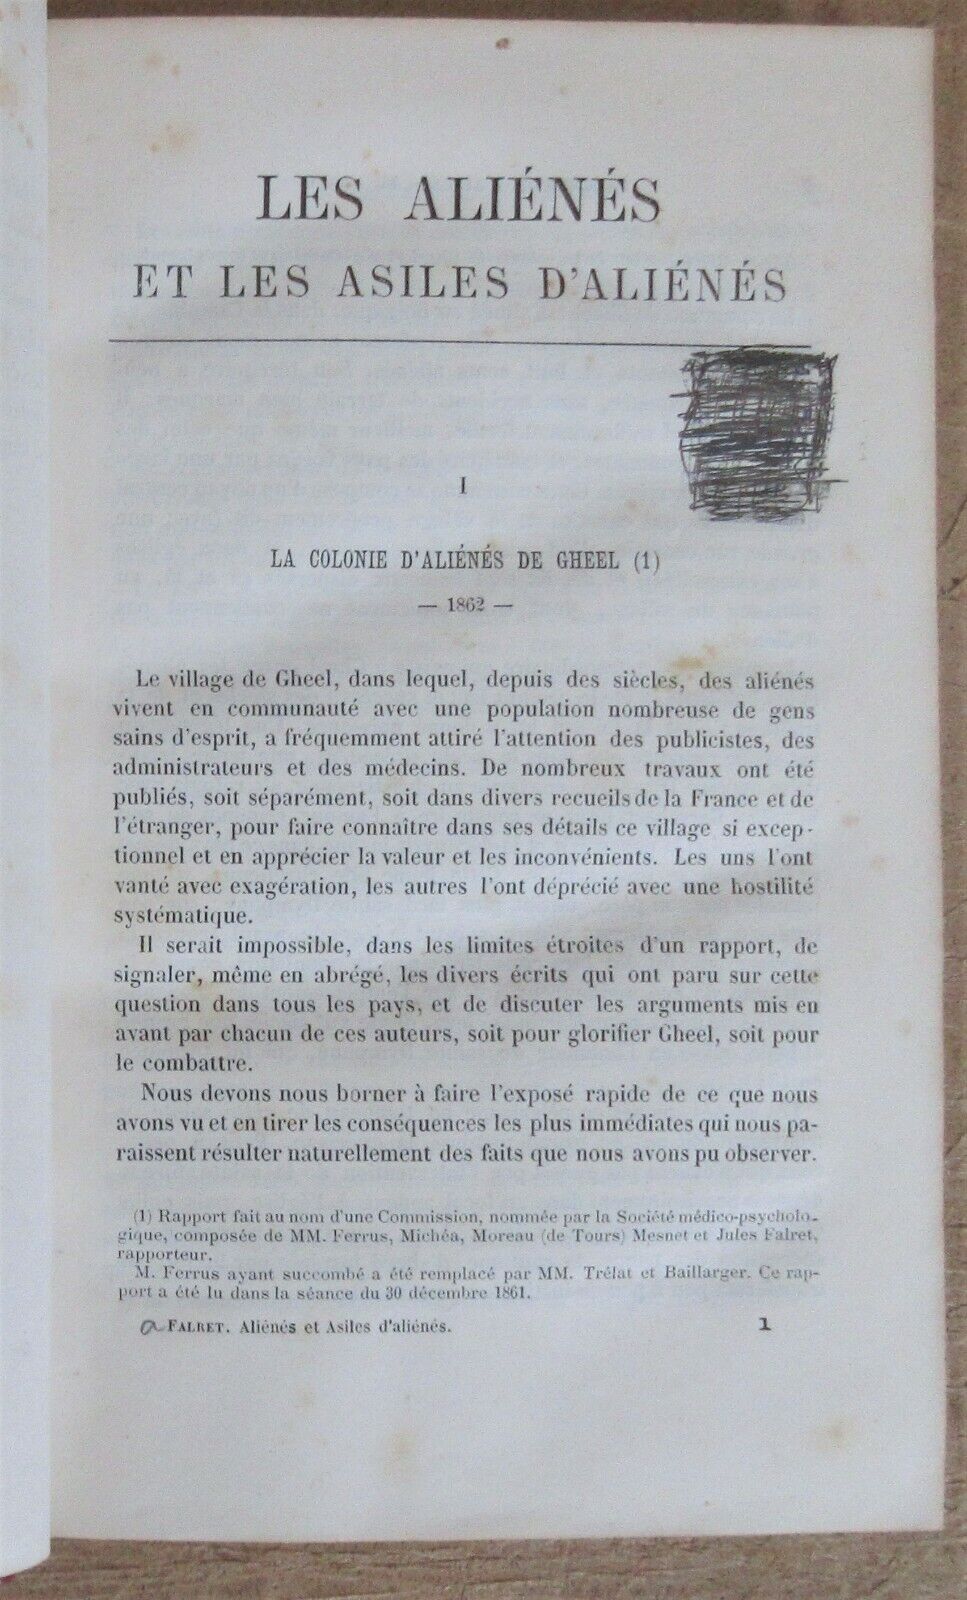 LES ALIÉNÉS
ET LES ASILES D'ALIÉNÉS
I
LA COLONIE D'ALIÉNÉS DE GHEEL (1)
— 1862 —
Le village de Gheel, dans lequel, depuis des siècles, des aliénés
vivent en communauté avec une population nombreuse de gens
sains d'esprit, a fréquemment attiré l'attention des publicistes, des
administrateurs et des médecins. De nombreux travaux ont été
publiés, soit séparément, soit dans divers recueils de la France et de
l'étranger, pour faire connaître dans ses détails ce village si excep-
tionnel et en apprécier la valeur et les inconvénients. Les uns l'ont
vanté avec exagération, les autres l'ont déprécié avec une hostilité
systématique.
Il serait impossible, dans les limites étroites d'un rapport, de
signaler, même en abrégé, les divers écrits qui ont paru sur cette
question dans tous les pays, et de discuter les arguments mis en
avant par chacun de ces auteurs, soit pour glorifier Gheel, soit pour
le combattre.
Nous devons nous borner à faire l'exposé rapide de ce que nous
avons vu et en tirer les conséquences les plus immédiates qui nous pa-
raissent résulter naturellement des faits que nous avons pu observer.
(1) Rapport fait au nom d'une Commission, nommée par la Société médico-psycholo-
gique, composée de MM. Ferrus, Michéa, Moreau (de Tours) Mesnet et Jules Falret,
rapporteur.
M. Ferrus ayant succombé a été remplacé par MM. Trélat et Baillarger. Ce rap-
port a été lu dans la séance du 30 décembre 1861.
FALRET. Aliénés et Asiles d'aliénés. 1